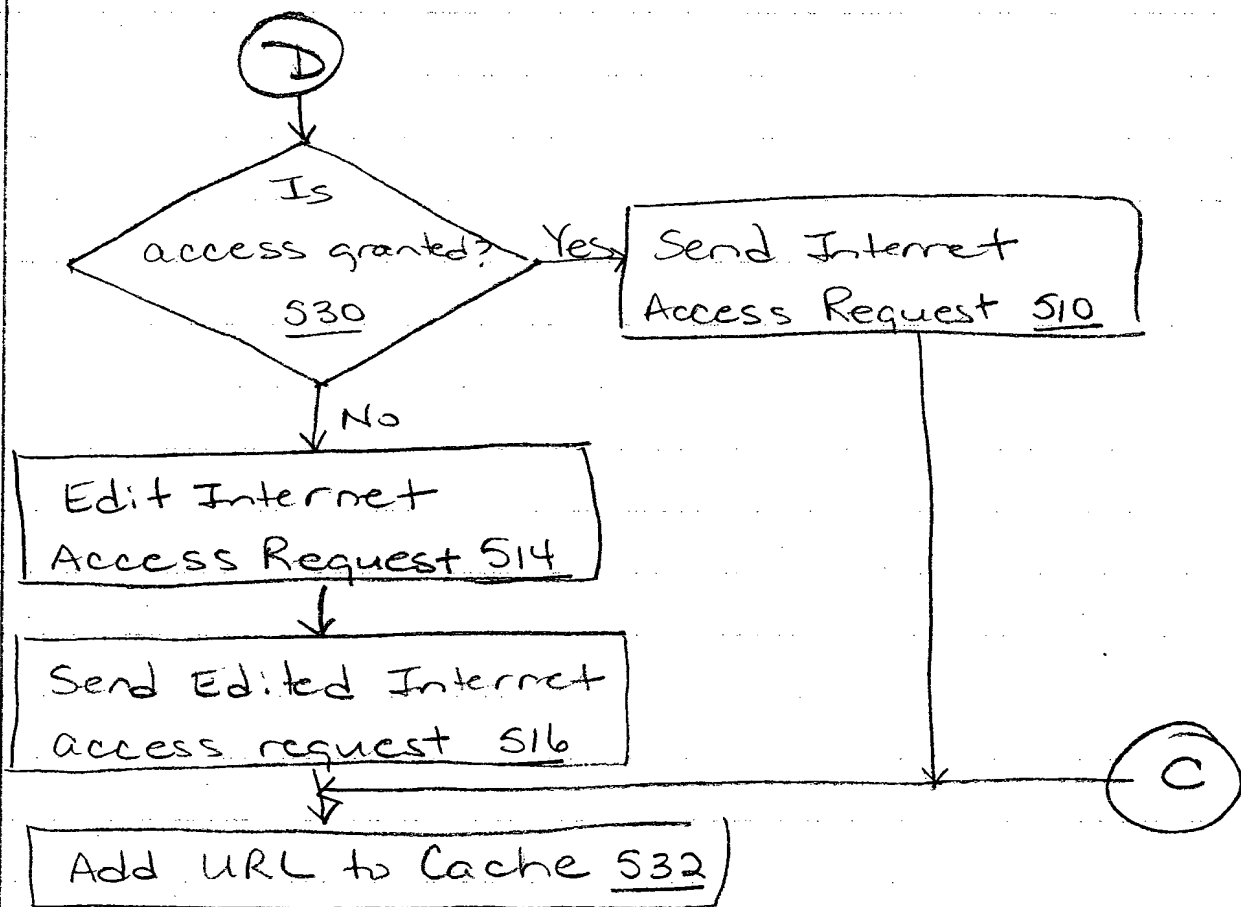 D
Is
access granted?
530
Yes
Send Internet
Access Request 510
No
Edit Internet
Access Request 514
Send Edited Internet
access request 516
C
Add URL to Cache 532